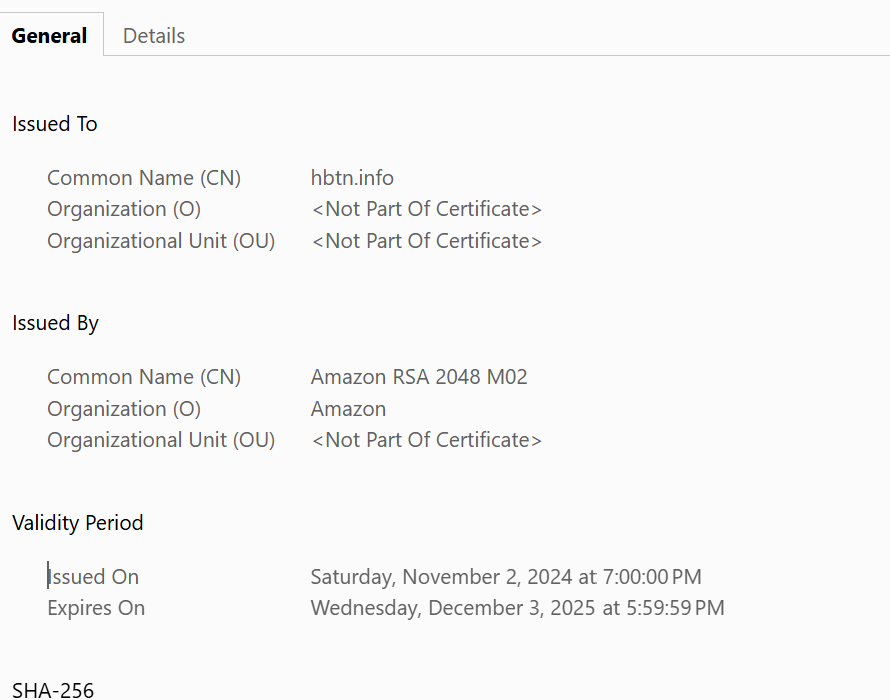 General Details
Issued To
Common Name (CN) hbtn.info
Organization (O) <Not Part Of Certificate>
Organizational Unit (OU) <Not Part Of Certificate>
Issued By
Common Name (CN) Amazon RSA 2048 M02
Organization (O) Amazon
Organizational Unit (OU) <Not Part Of Certificate>
Validity Period
Issued On Saturday, November 2, 2024 at 7:00:00 PM
Expires On Wednesday, December 3, 2025 at 5:59:59 PM
SHA-256